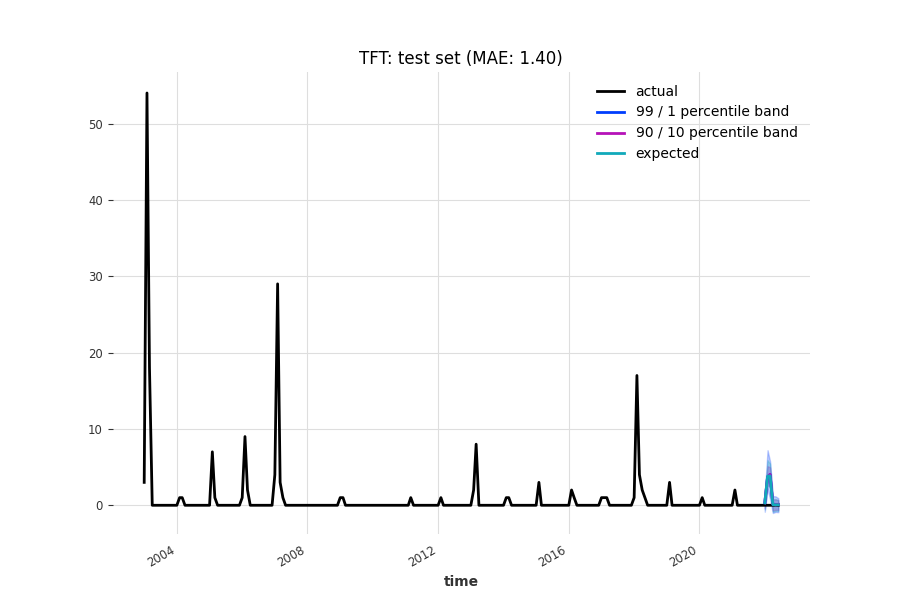 TFT: test set (MAE: 1.40)
actual
99 / 1 percentile band
90 / 10 percentile band
expected
50
40
30
20
10
0
2004
2008
2012
2016
2020
time